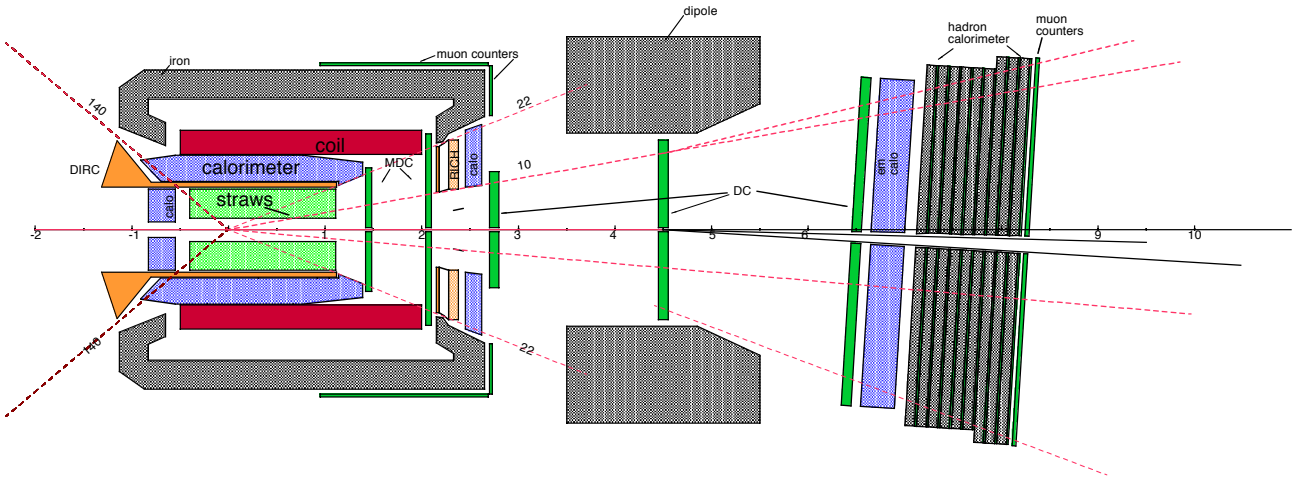 dipole
muon
counters
hadron
calorimeter
muon counters
iron
140
22
coil
DIRC
calorimeter
MDC
RICH
calo
10
em
calo
straws
calo
DC
-2
-1
0
1
2
3
4
5
6
7
8
9
10
140
22